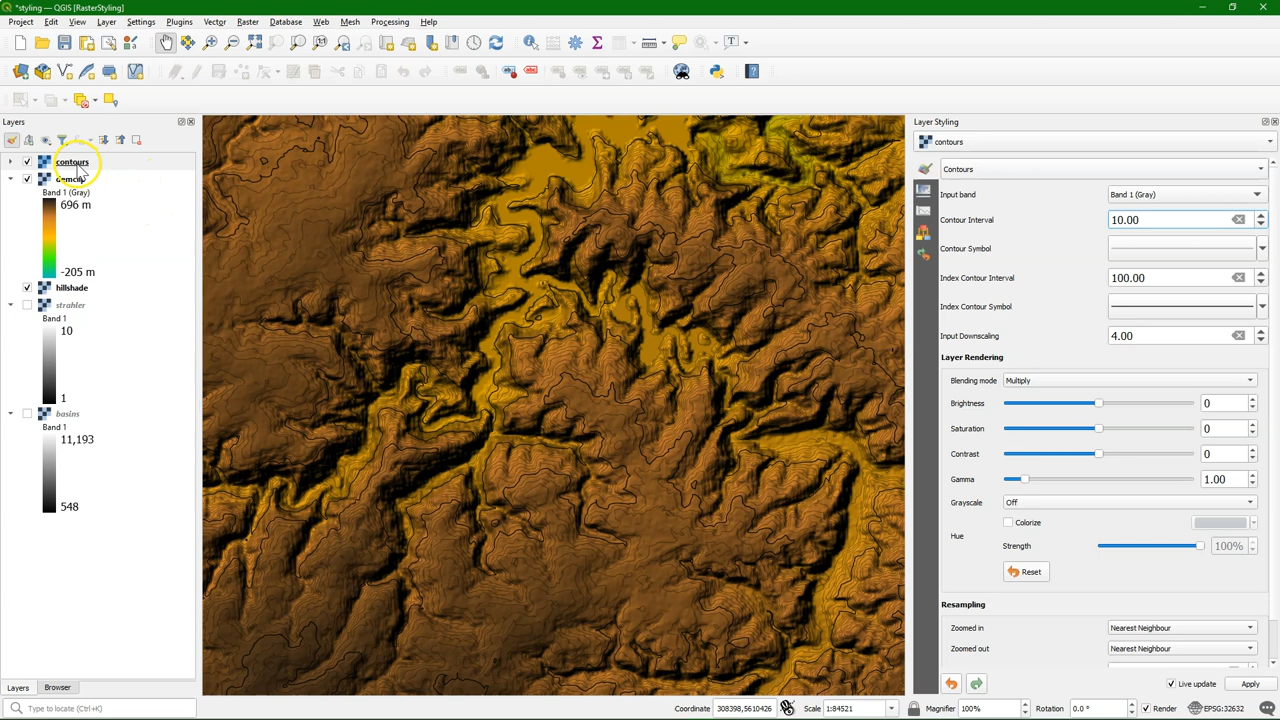 *styling — QGIS [RasterStyling]
Project Edit View Layer Settings Plugins Vector Raster Database Web Mesh Processing Help
Layers
contours
demclip
Band 1 (Gray)
696 m
-205 m
hillshade
strahler
Band 1
10
1
basins
Band 1
11,193
548
Layers Browser
Type to locate (Ctrl+K)
Layer Styling
contours
Contours
Input band Band 1 (Gray)
Contour Interval 10.00
Contour Symbol
Index Contour Interval 100.00
Index Contour Symbol
Input Downscaling 4.00
Layer Rendering
Blending mode Multiply
Brightness 0
Saturation 0
Contrast 0
Gamma 1.00
Grayscale Off
Colorize
Hue
Strength 100%
Reset
Resampling
Zoomed in Nearest Neighbour
Zoomed out Nearest Neighbour
Live update Apply
Coordinate 308398,5610426 Scale 1:84521 Magnifier 100% Rotation 0.0 ° Render EPSG:32632